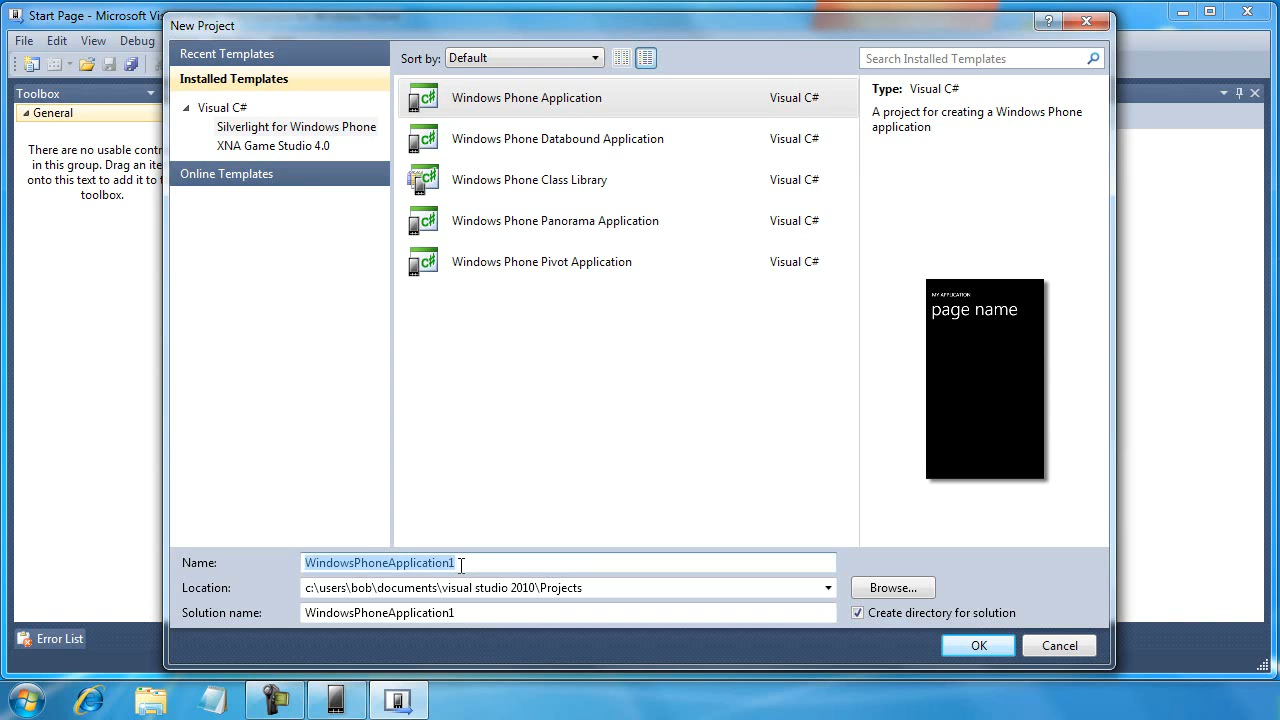 Start Page - Microsoft Vis
New Project
File Edit View Debug
Recent Templates
Installed Templates
Visual C#
Silverlight for Windows Phone
XNA Game Studio 4.0
Online Templates
Sort by: Default
Search Installed Templates
Windows Phone Application Visual C#
Windows Phone Databound Application Visual C#
Windows Phone Class Library Visual C#
Windows Phone Panorama Application Visual C#
Windows Phone Pivot Application Visual C#
Type: Visual C#
A project for creating a Windows Phone
application
MY APPLICATION
page name
Toolbox
General
There are no usable contr
in this group. Drag an ite
onto this text to add it to t
toolbox.
Name: WindowsPhoneApplication1
Location: c:\users\bob\documents\visual studio 2010\Projects
Browse...
Solution name: WindowsPhoneApplication1
Create directory for solution
OK Cancel
Error List